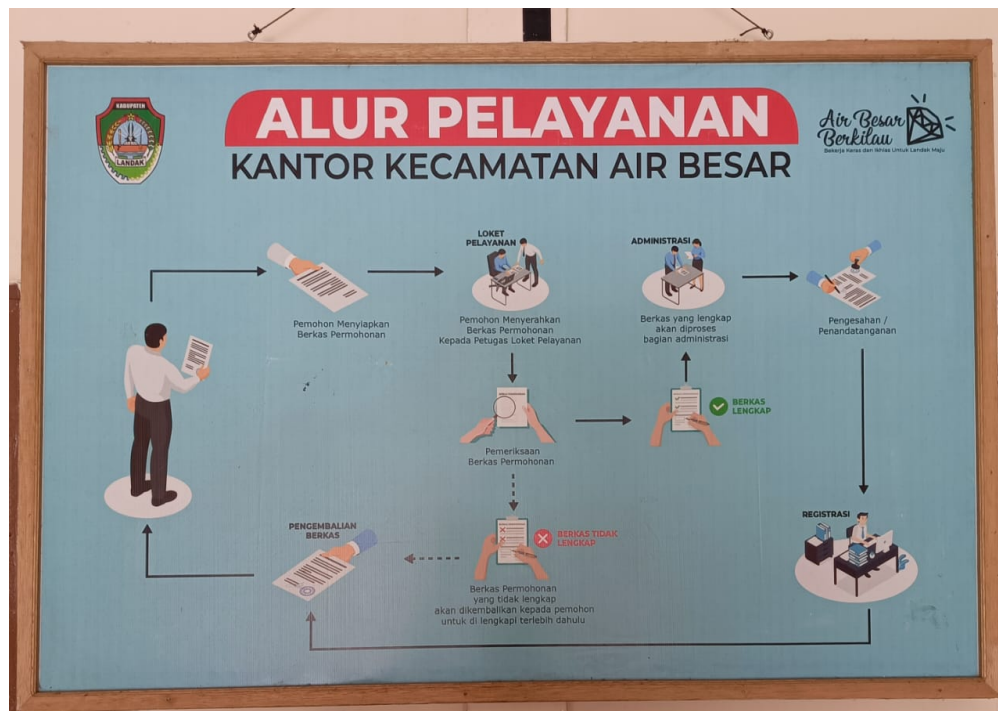 KABUPATEN
LANDAK
ALUR PELAYANAN
KANTOR KECAMATAN AIR BESAR
Air Besar
Berkilau
Bekerja Keras dan Ikhlas Untuk Landak Maju
Pemohon Menyiapkan
Berkas Permohonan
LOKET
PELAYANAN
Pemohon Menyerahkan
Berkas Permohonan
Kepada Petugas Loket Pelayanan
ADMINISTRASI
Berkas yang lengkap
akan diproses
bagian administrasi
Pengesahan /
Penandatanganan
Pemeriksaan
Berkas Permohonan
BERKAS
LENGKAP
BERKAS TIDAK
LENGKAP
Berkas Permohonan
yang tidak lengkap
akan dikembalikan kepada pemohon
untuk di lengkapi terlebih dahulu
PENGEMBALIAN
BERKAS
REGISTRASI